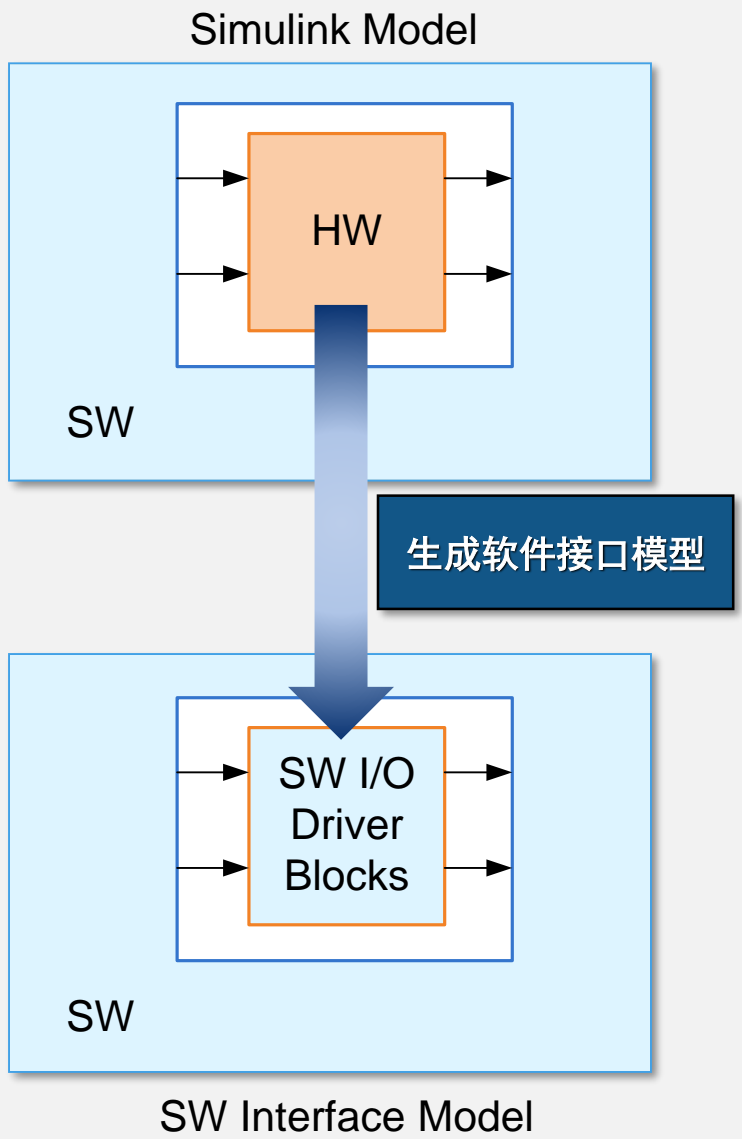 Simulink Model
HW
SW
生成软件接口模型
SW I/O
Driver
Blocks
SW
SW Interface Model